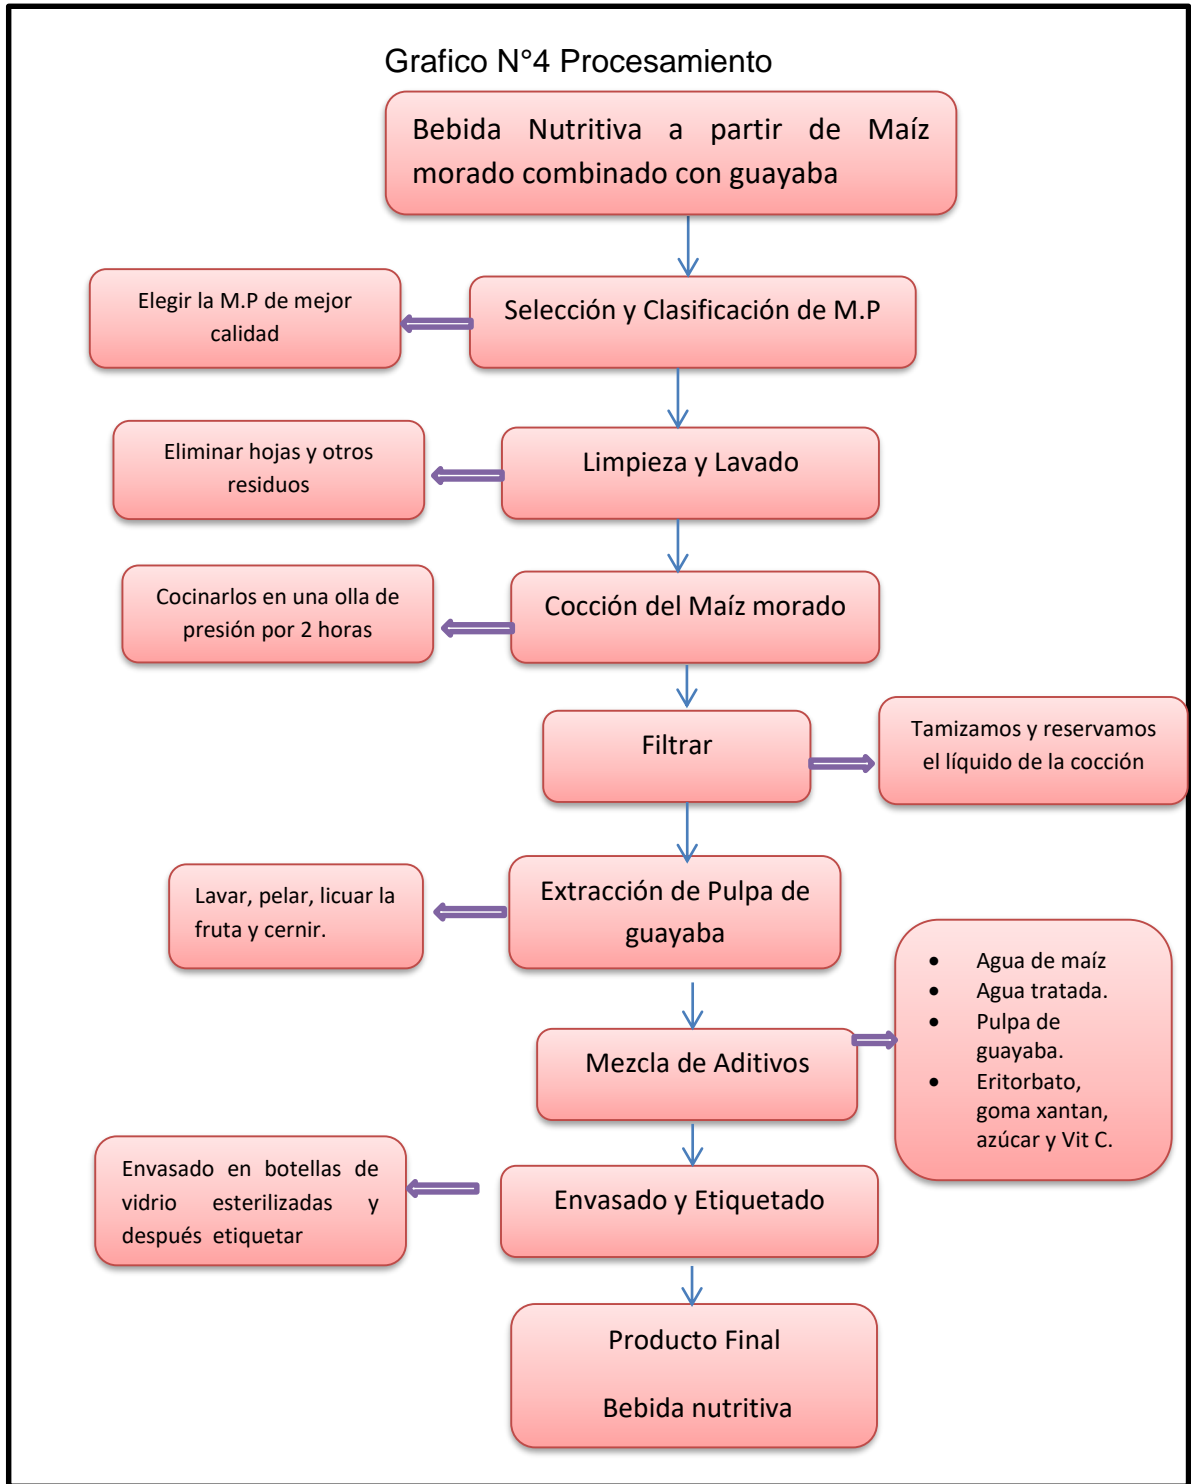 Grafico N°4 Procesamiento
Bebida Nutritiva a partir de Maíz
morado combinado con guayaba
Selección y Clasificación de M.P
Elegir la M.P de mejor
calidad
Limpieza y Lavado
Eliminar hojas y otros
residuos
Cocción del Maíz morado
Cocinarlos en una olla de
presión por 2 horas
Filtrar
Tamizamos y reservamos
el líquido de la cocción
Extracción de Pulpa de
guayaba
Lavar, pelar, licuar la
fruta y cernir.
Mezcla de Aditivos
• Agua de maíz
• Agua tratada.
• Pulpa de
guayaba.
• Eritorbato,
goma xantan,
azúcar y Vit C.
Envasado y Etiquetado
Envasado en botellas de
vidrio esterilizadas y
después etiquetar
Producto Final
Bebida nutritiva